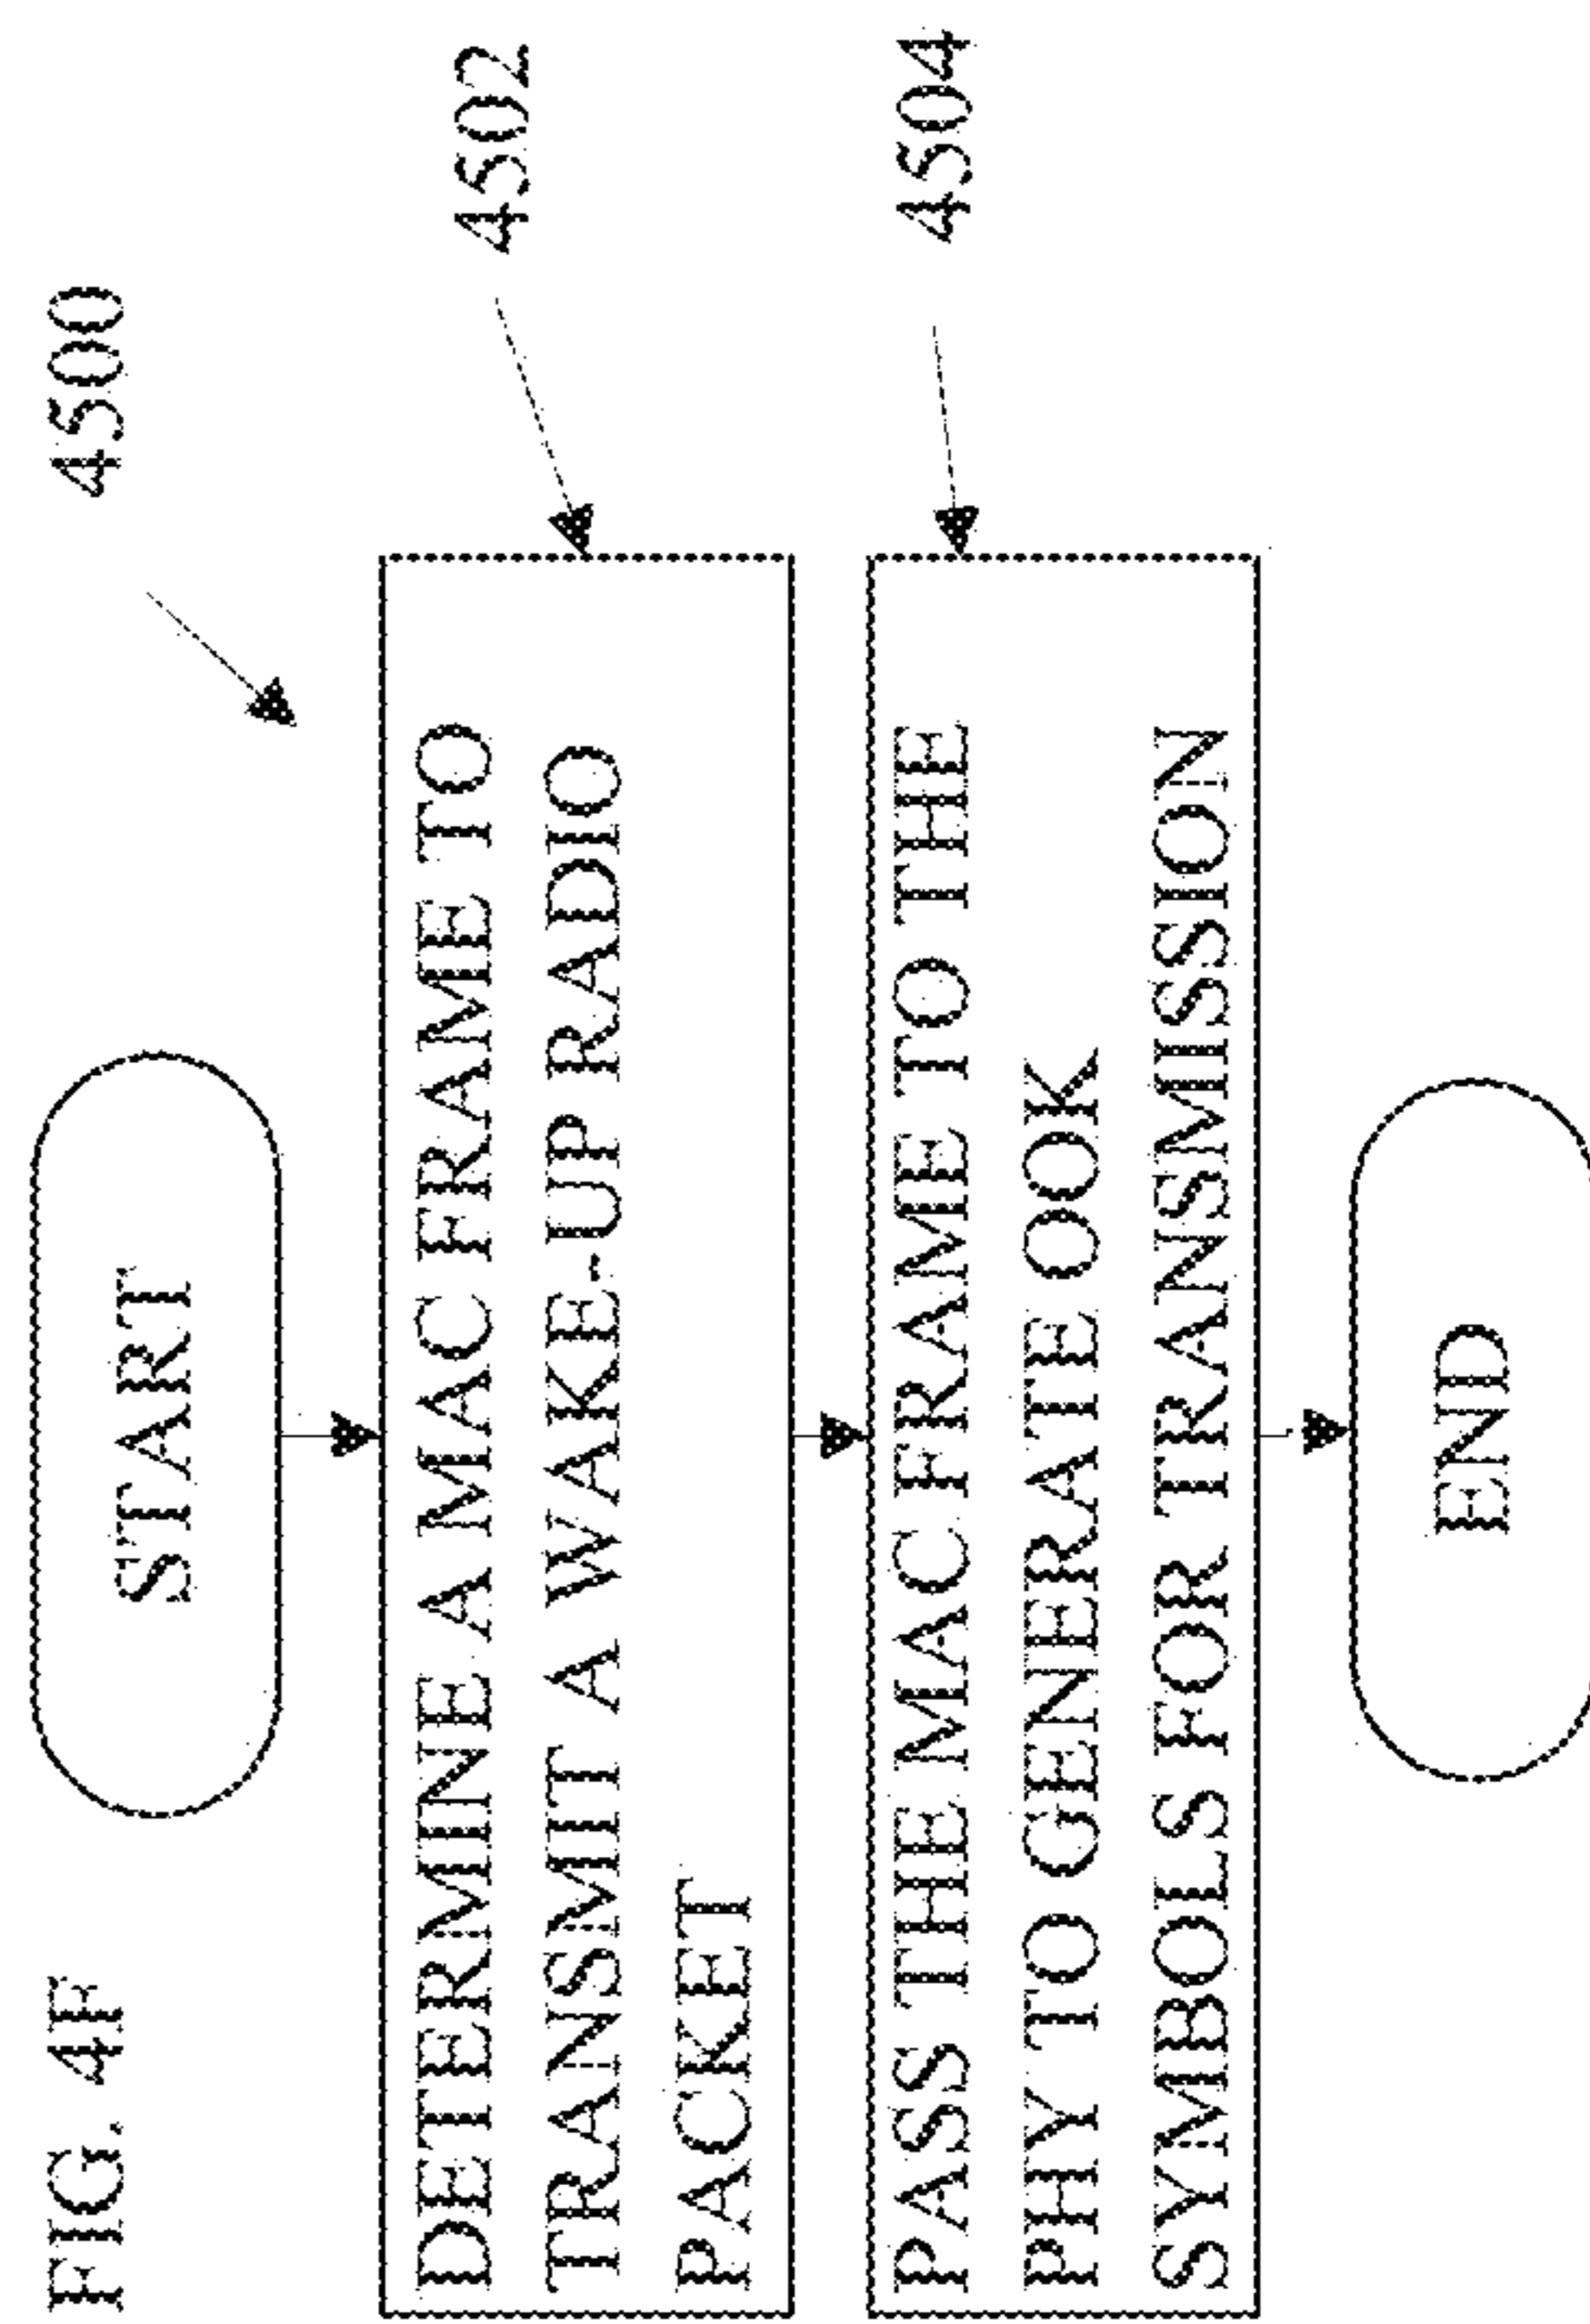 FIG. 4F
4500
START
DETERMINE A MAC FRAME TO
TRANSMIT A WAKE-UP RADIO
PACKET
4502
PASS THE MAC FRAME TO THE
PHY TO GENERATE OOK
SYMBOLS FOR TRANSMISSION
4504
END